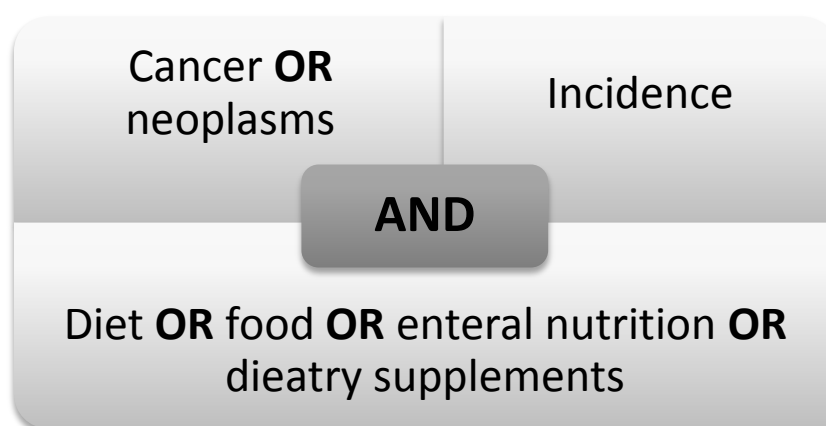 Cancer OR
neoplasms
Incidence
AND
Diet OR food OR enteral nutrition OR
dieatry supplements